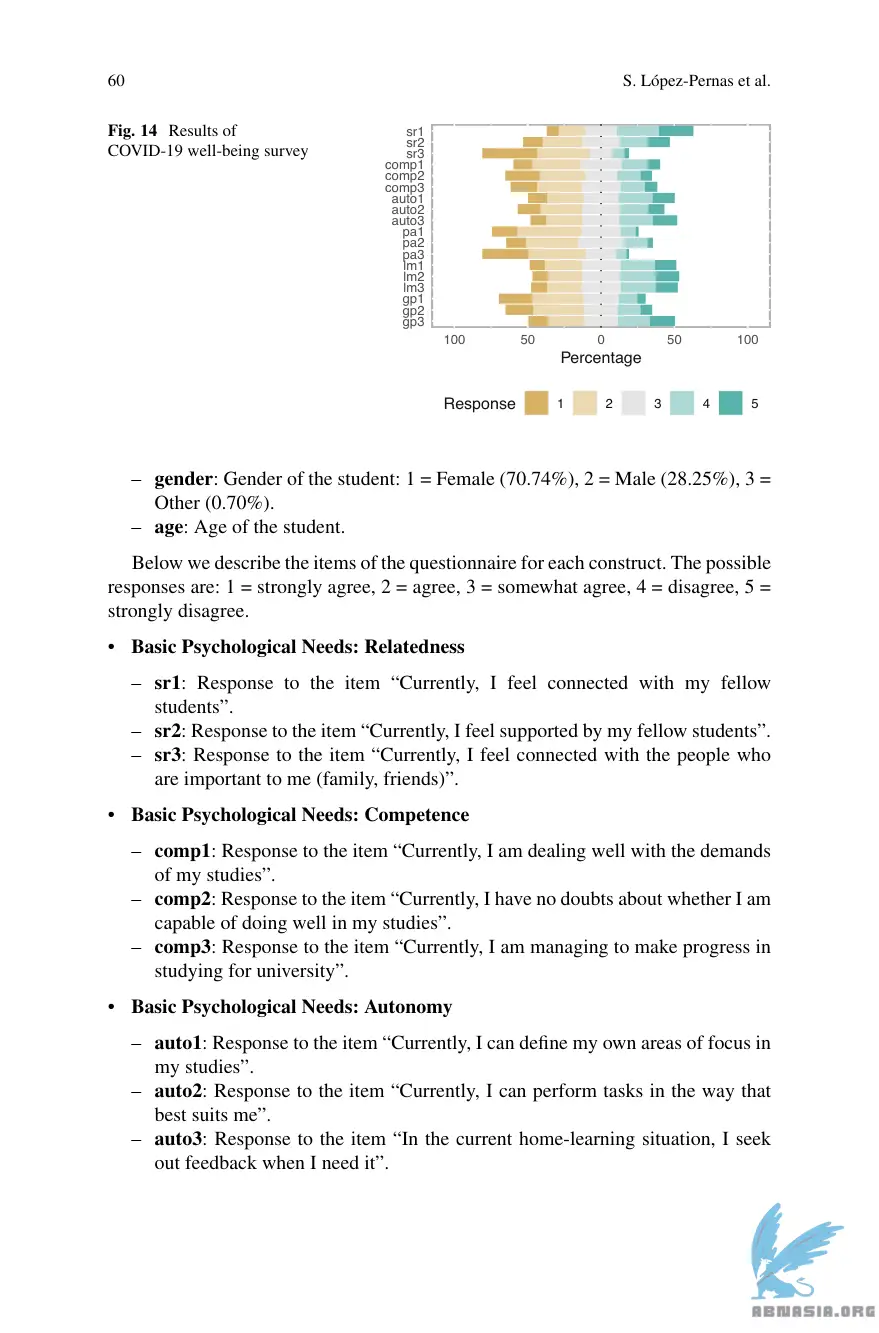 60
S. López-Pernas et al.
Fig. 14 Results of
COVID-19 well-being survey
sr1
sr2
sr3
comp1
comp2
comp3
auto1
auto2
auto3
pa1
pa2
pa3
lm1
lm2
lm3
gp1
gp2
gp3
100 50 0 50 100
Percentage
Response 1 2 3 4 5
– gender: Gender of the student: 1 = Female (70.74%), 2 = Male (28.25%), 3 =
Other (0.70%).
– age: Age of the student.
Below we describe the items of the questionnaire for each construct. The possible
responses are: 1 = strongly agree, 2 = agree, 3 = somewhat agree, 4 = disagree, 5 =
strongly disagree.
• Basic Psychological Needs: Relatedness
– sr1: Response to the item “Currently, I feel connected with my fellow
students”.
– sr2: Response to the item “Currently, I feel supported by my fellow students”.
– sr3: Response to the item “Currently, I feel connected with the people who
are important to me (family, friends)”.
• Basic Psychological Needs: Competence
– comp1: Response to the item “Currently, I am dealing well with the demands
of my studies”.
– comp2: Response to the item “Currently, I have no doubts about whether I am
capable of doing well in my studies”.
– comp3: Response to the item “Currently, I am managing to make progress in
studying for university”.
• Basic Psychological Needs: Autonomy
– auto1: Response to the item “Currently, I can define my own areas of focus in
my studies”.
– auto2: Response to the item “Currently, I can perform tasks in the way that
best suits me”.
– auto3: Response to the item “In the current home-learning situation, I seek
out feedback when I need it”.
ABNASIA.ORG